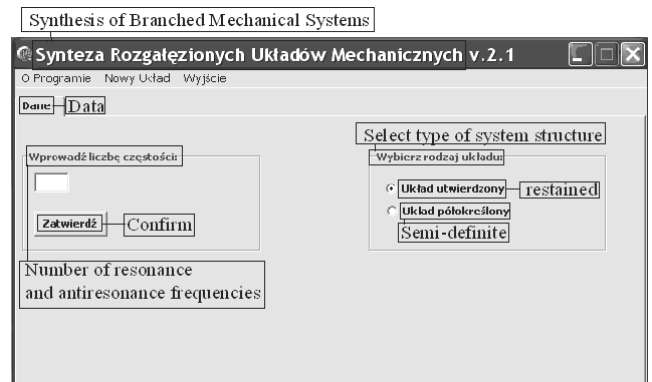 Synthesis of Branched Mechanical Systems
Synteza Rozgałęzionych Układów Mechanicznych v.2.1
O Programie Nowy Układ Wyjście
Dane Data
Select type of system structure
Wprowadź liczbę częstości: Wybierz rodzaj układu:
Układ utwierdzony restained
Zatwierdź Confirm Układ półokreślony
Semi-definite
Number of resonance
and antiresonance frequencies